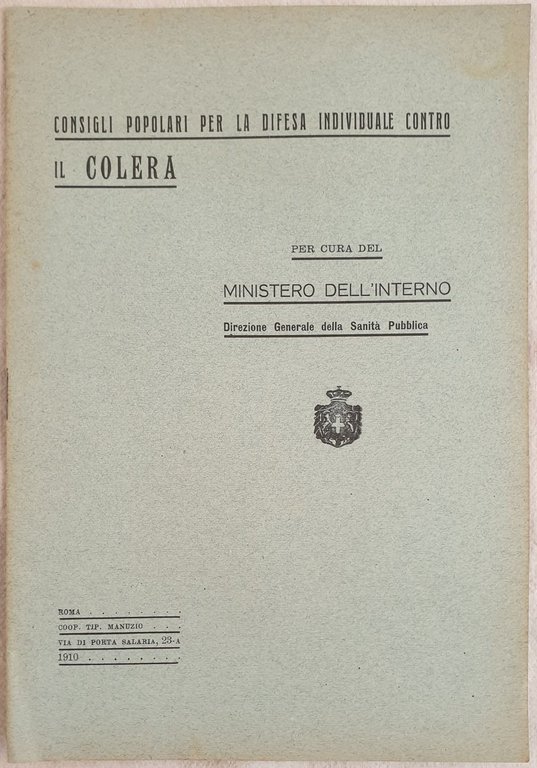 CONSIGLI POPOLARI PER LA DIFESA INDIVIDUALE CONTRO
IL COLERA
PER CURA DEL
MINISTERO DELL'INTERNO
Direzione Generale della Sanità Pubblica
ROMA . . . . . . . .
COOP. TIP. MANUZIO . . .
VIA DI PORTA SALARIA, 23-A
1910 . . . . . . . .